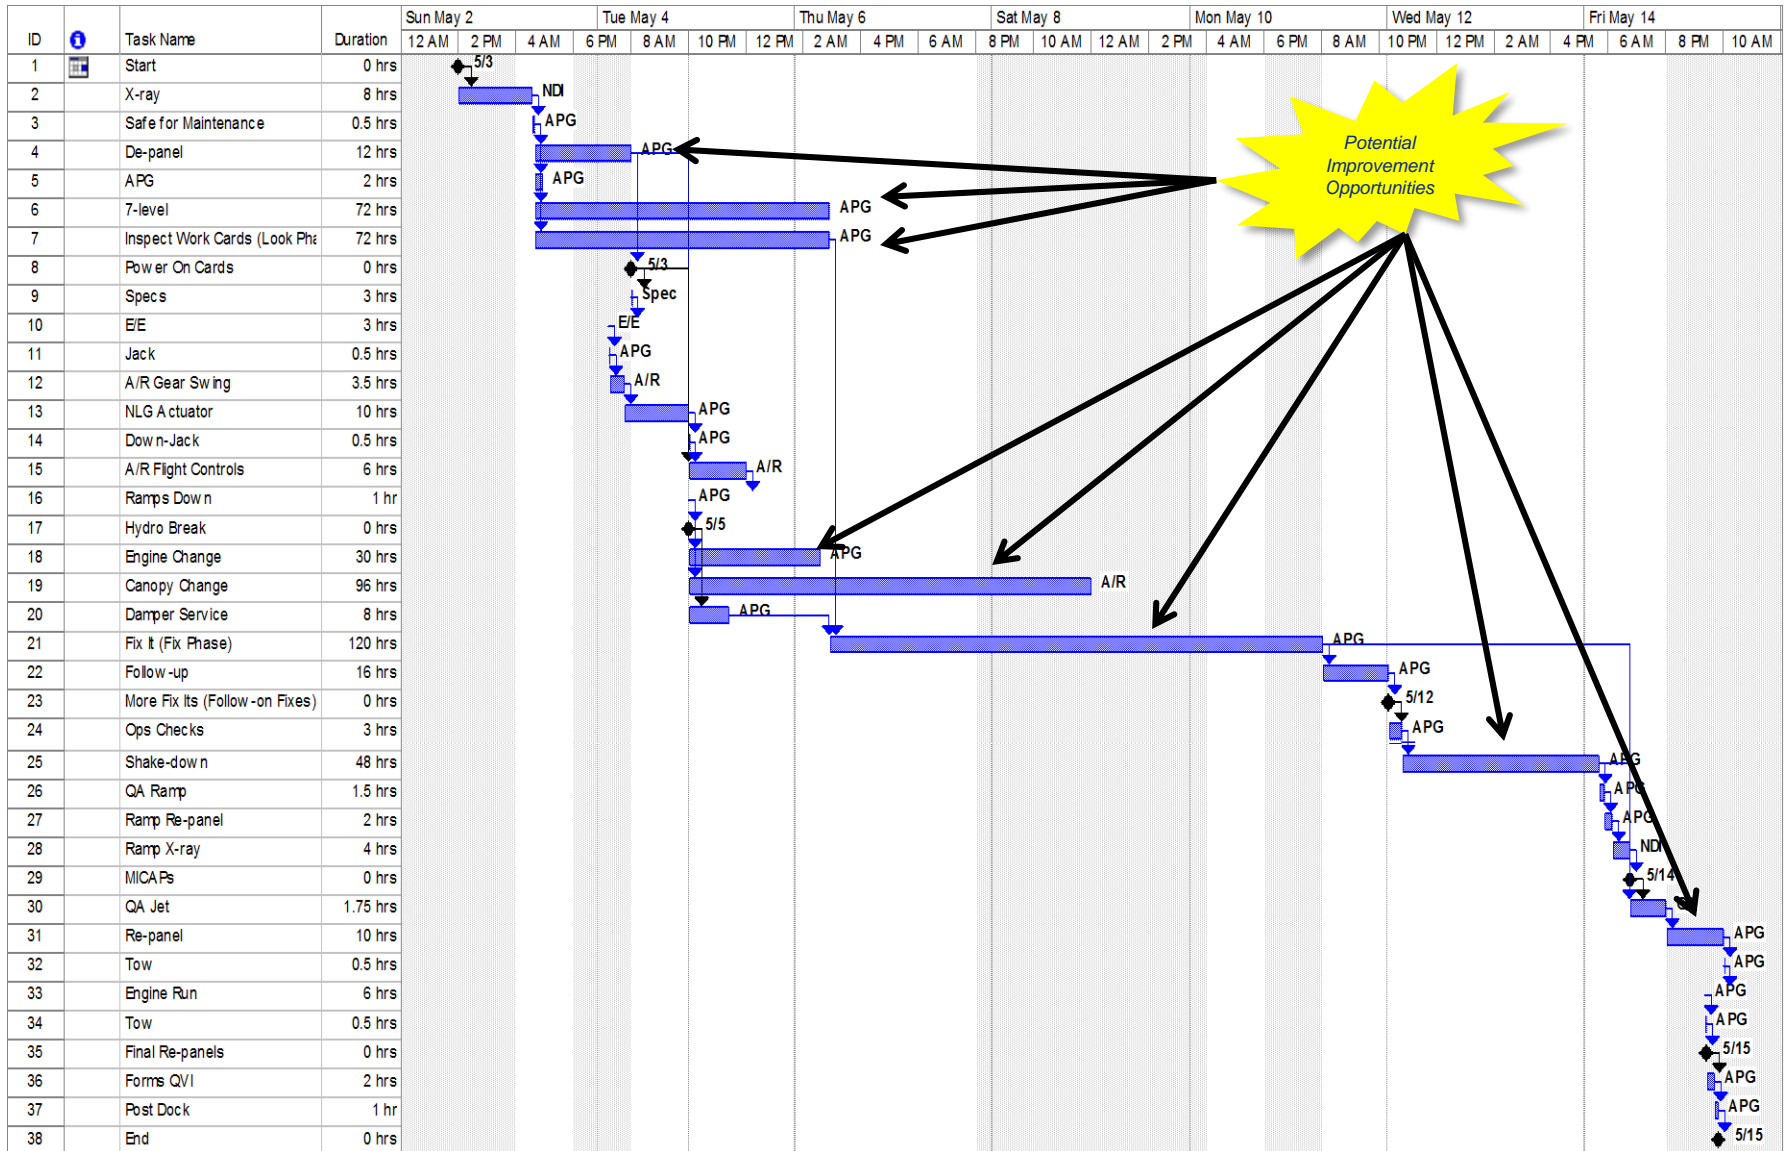 Sun May 2 Tue May 4 Thu May 6 Sat May 8 Mon May 10 Wed May 12 Fri May 14
ID Task Name Duration 12 AM 2 PM 4 AM 6 PM 8 AM 10 PM 12 PM 2 AM 4 PM 6 AM 8 PM 10 AM 12 AM 2 PM 4 AM 6 PM 8 AM 10 PM 12 PM 2 AM 4 PM 6 AM 8 PM 10 AM
1 Start 0 hrs 5/3
2 X-ray 8 hrs NDI
3 Safe for Maintenance 0.5 hrs APG
4 De-panel 12 hrs APG
5 APG 2 hrs APG
6 7-level 72 hrs APG
7 Inspect Work Cards (Look Pha 72 hrs APG
8 Power On Cards 0 hrs 5/3
9 Specs 3 hrs Spec
10 E/E 3 hrs E/E
11 Jack 0.5 hrs APG
12 A/R Gear Swing 3.5 hrs A/R
13 NLG Actuator 10 hrs APG
14 Down-Jack 0.5 hrs APG
15 A/R Flight Controls 6 hrs A/R
16 Ramps Down 1 hr APG
17 Hydro Break 0 hrs 5/5
18 Engine Change 30 hrs APG
19 Canopy Change 96 hrs A/R
20 Damper Service 8 hrs APG
21 Fix It (Fix Phase) 120 hrs APG
22 Follow-up 16 hrs APG
23 More Fix Its (Follow-on Fixes) 0 hrs 5/12
24 Ops Checks 3 hrs APG
25 Shake-down 48 hrs APG
26 QA Ramp 1.5 hrs APG
27 Ramp Re-panel 2 hrs APG
28 Ramp X-ray 4 hrs NDI
29 MICAPs 0 hrs 5/14
30 QA Jet 1.75 hrs
31 Re-panel 10 hrs APG
32 Tow 0.5 hrs APG
33 Engine Run 6 hrs APG
34 Tow 0.5 hrs APG
35 Final Re-panels 0 hrs 5/15
36 Forms QVI 2 hrs APG
37 Post Dock 1 hr APG
38 End 0 hrs 5/15
Potential
Improvement
Opportunities